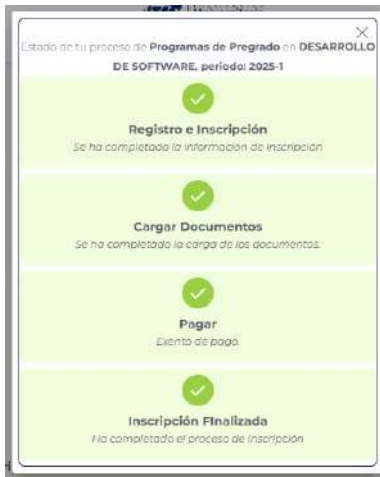 Estado de tu proceso de Programas de Pregrado en DESARROLLO
DE SOFTWARE, periodo: 2025-1
Registro e Inscripción
Se ha completado la información de inscripción
Cargar Documentos
Se ha completado la carga de los documentos.
Pagar
Exento de pago.
Inscripción FInalizada
Ha completado el proceso de inscripción